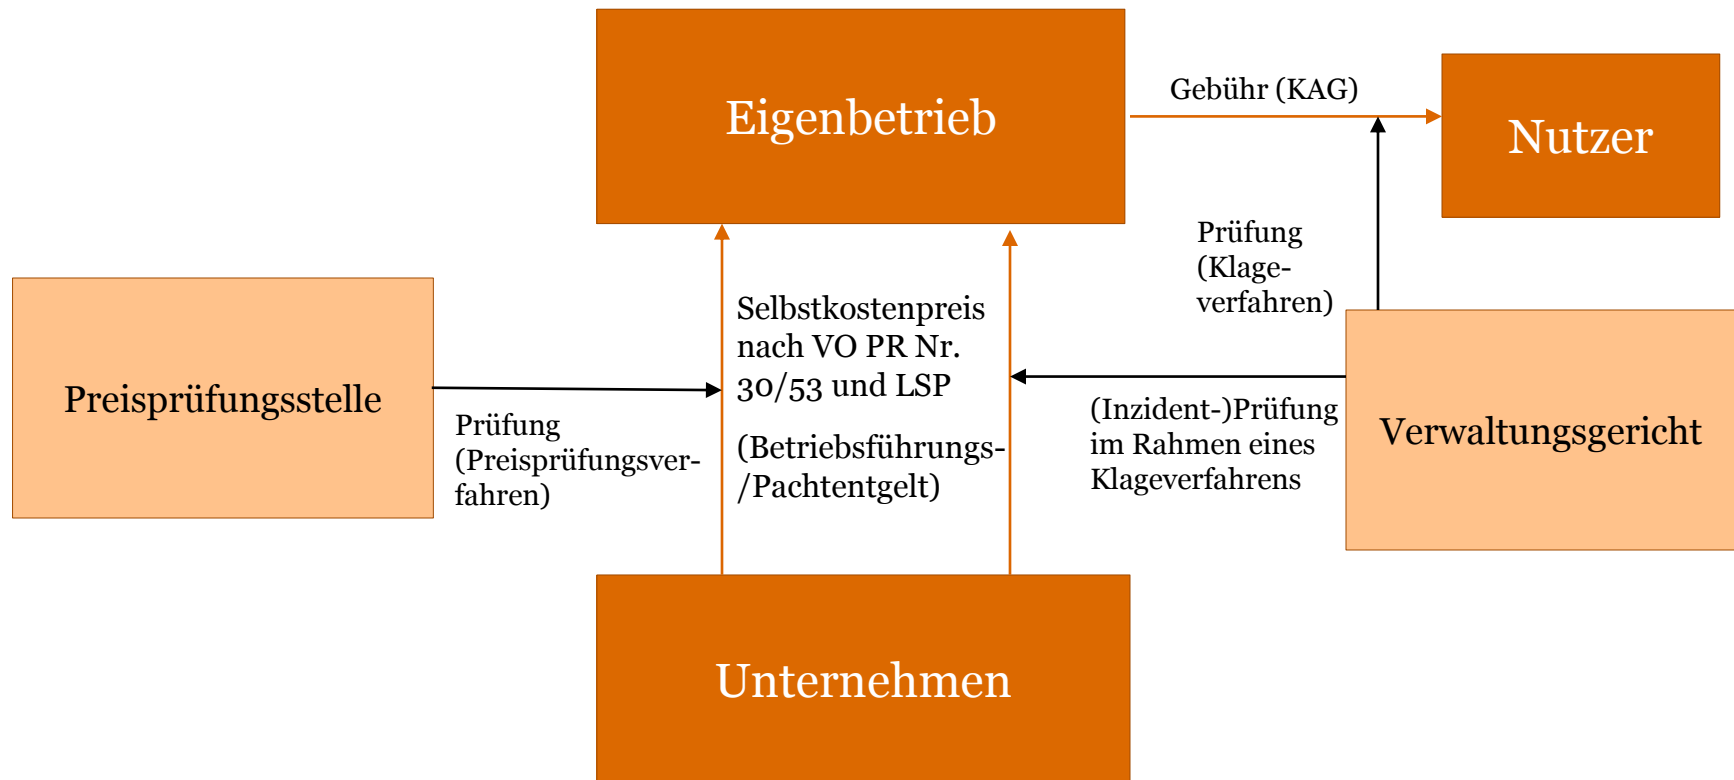 Eigenbetrieb
Gebühr (KAG)
Nutzer
Prüfung
(Klage-
verfahren)
Preisprüfungsstelle
Prüfung
(Preisprüfungsver-
fahren)
Selbstkostenpreis
nach VO PR Nr.
30/53 und LSP
(Betriebsführungs-
/Pachtentgelt)
(Inzident-)Prüfung
im Rahmen eines
Klageverfahrens
Verwaltungsgericht
Unternehmen